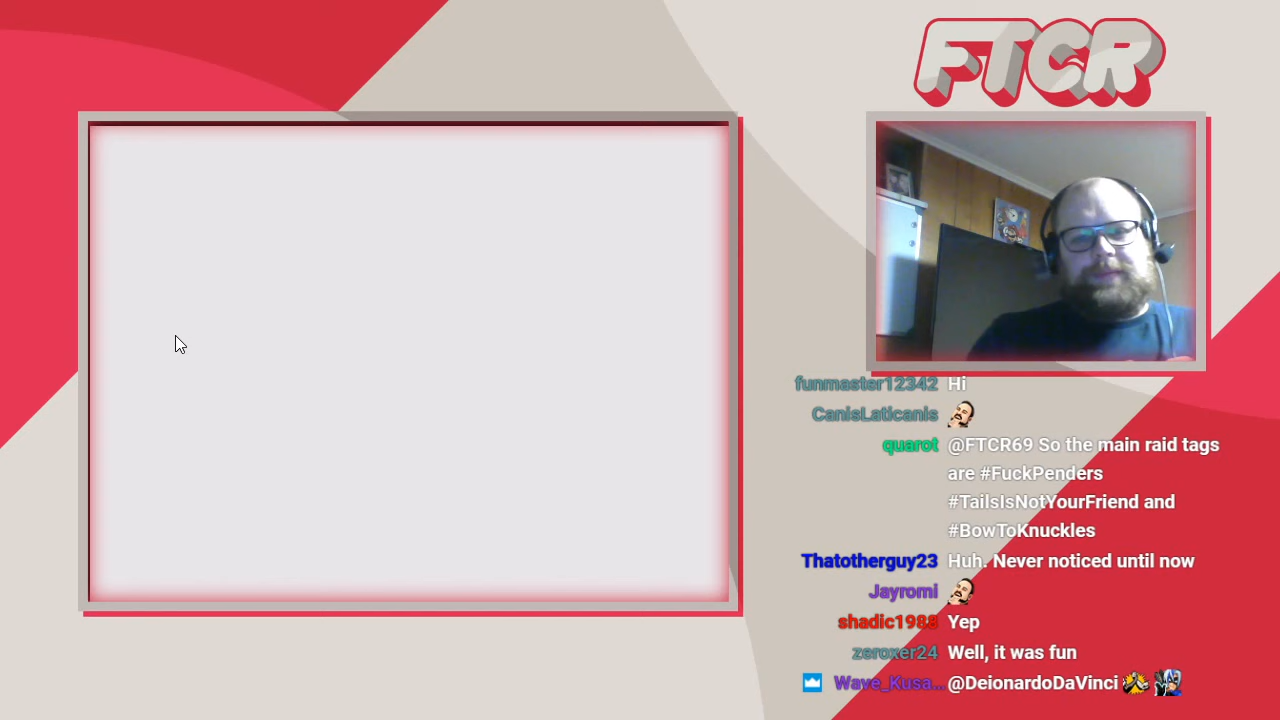 FTCR
funmaster12342 Hi
CanisLaticanis
quarot @FTCR69 So the main raid tags
are #FuckPenders
#TailsIsNotYourFriend and
#BowToKnuckles
Thatotherguy23 Huh. Never noticed until now
Jayromi
shadic1988 Yep
zeroxer24 Well, it was fun
Wave_Kusa... @DeionardoDaVinci